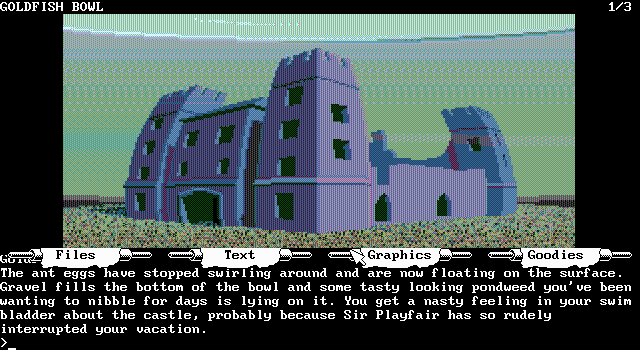 GOLDFISH BOWL 1/3
Files Text Graphics Goodies
The ant eggs have stopped swirling around and are now floating on the surface.
Gravel fills the bottom of the bowl and some tasty looking pondweed you've been
wanting to nibble for days is lying on it. You get a nasty feeling in your swim
bladder about the castle, probably because Sir Playfair has so rudely
interrupted your vacation.
>_